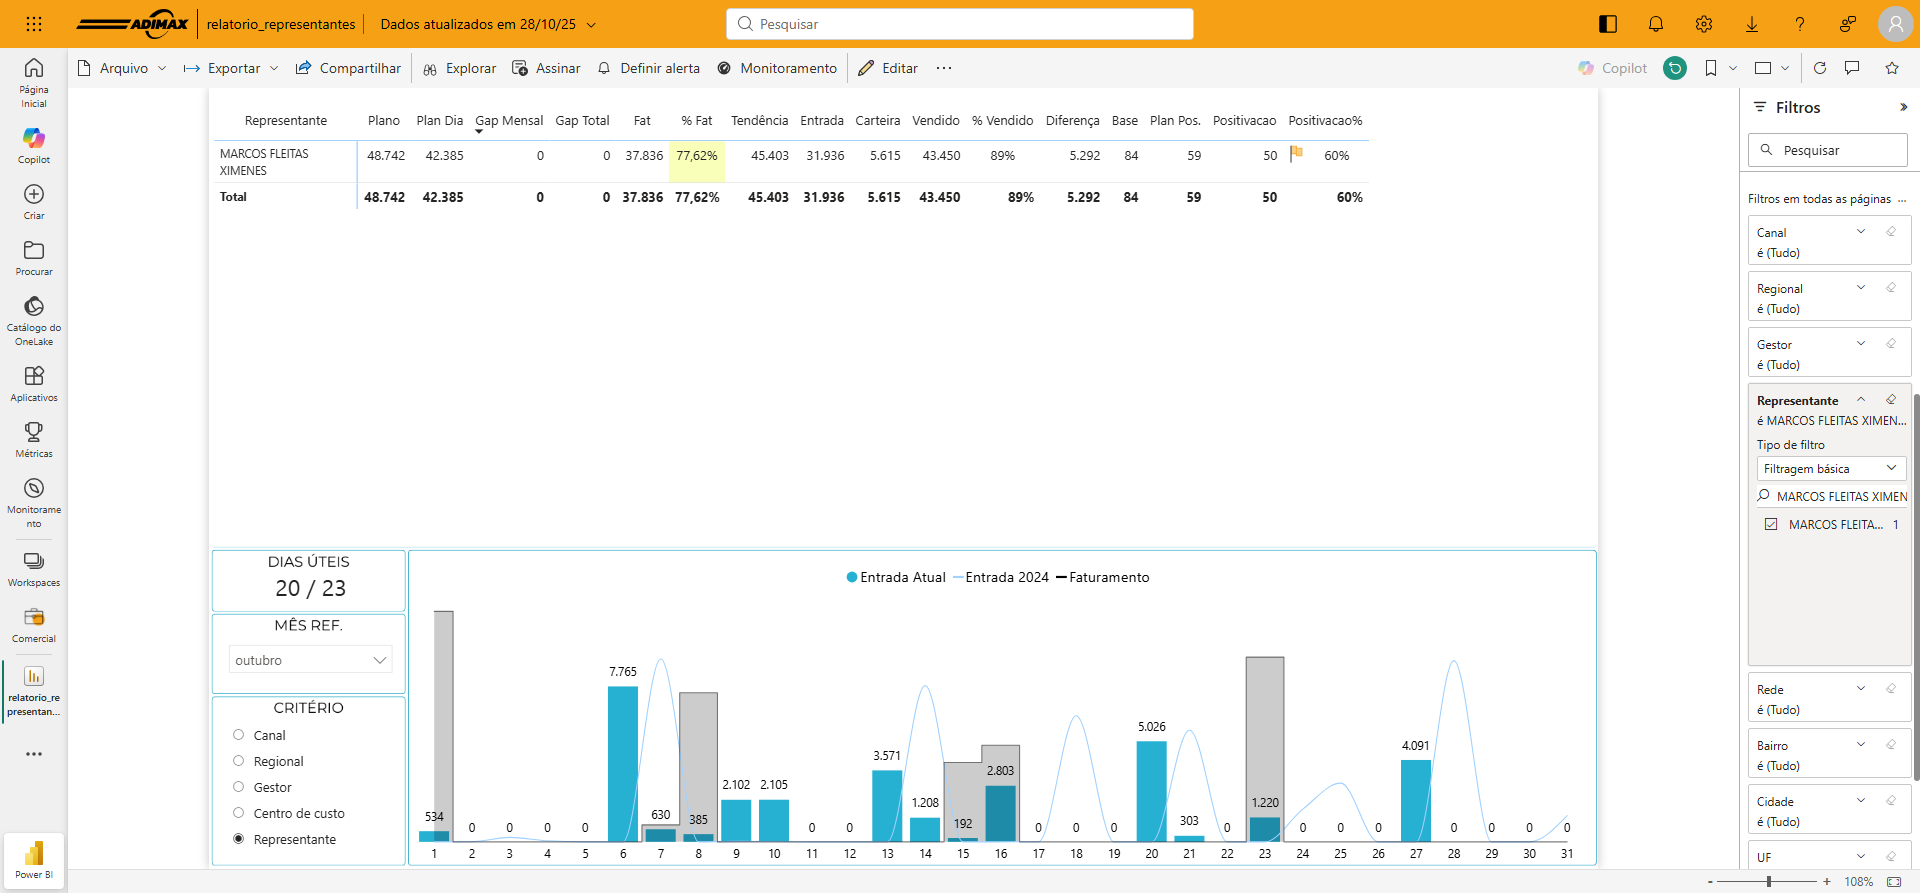 ADIMAX
relatorio_representantes
Dados atualizados em 28/10/25
Pesquisar
Arquivo
Exportar
Compartilhar
Explorar
Assinar
Definir alerta
Monitoramento
Editar
Copilot
Página
Inicial
Copilot
Criar
Procurar
Catálogo do
OneLake
Aplicativos
Métricas
Monitorame
nto
Workspaces
Comercial
relatorio_re
presentan...
Power BI
Representante Plano Plan Dia Gap Mensal Gap Total Fat % Fat Tendência Entrada Carteira Vendido % Vendido Diferença Base Plan Pos. Positivacao Positivacao%
MARCOS FLEITAS
XIMENES
48.742 42.385 0 0 37.836 77,62% 45.403 31.936 5.615 43.450 89% 5.292 84 59 50 60%
Total 48.742 42.385 0 0 37.836 77,62% 45.403 31.936 5.615 43.450 89% 5.292 84 59 50 60%
DIAS ÚTEIS
20 / 23
MÊS REF.
outubro
CRITÉRIO
Canal
Regional
Gestor
Centro de custo
Representante
Entrada Atual Entrada 2024 Faturamento
534 0 0 0 0 7.765 630 385 2.102 2.105 0 0 3.571 1.208 192 2.803 0 0 0 5.026 303 0 1.220 0 0 0 4.091 0 0 0 0
1 2 3 4 5 6 7 8 9 10 11 12 13 14 15 16 17 18 19 20 21 22 23 24 25 26 27 28 29 30 31
Filtros
Pesquisar
Filtros em todas as páginas ...
Canal
é (Tudo)
Regional
é (Tudo)
Gestor
é (Tudo)
Representante
é MARCOS FLEITAS XIMEN...
Tipo de filtro
Filtragem básica
MARCOS FLEITAS XIMEN
MARCOS FLEITA... 1
Rede
é (Tudo)
Bairro
é (Tudo)
Cidade
é (Tudo)
UF
- + 108%